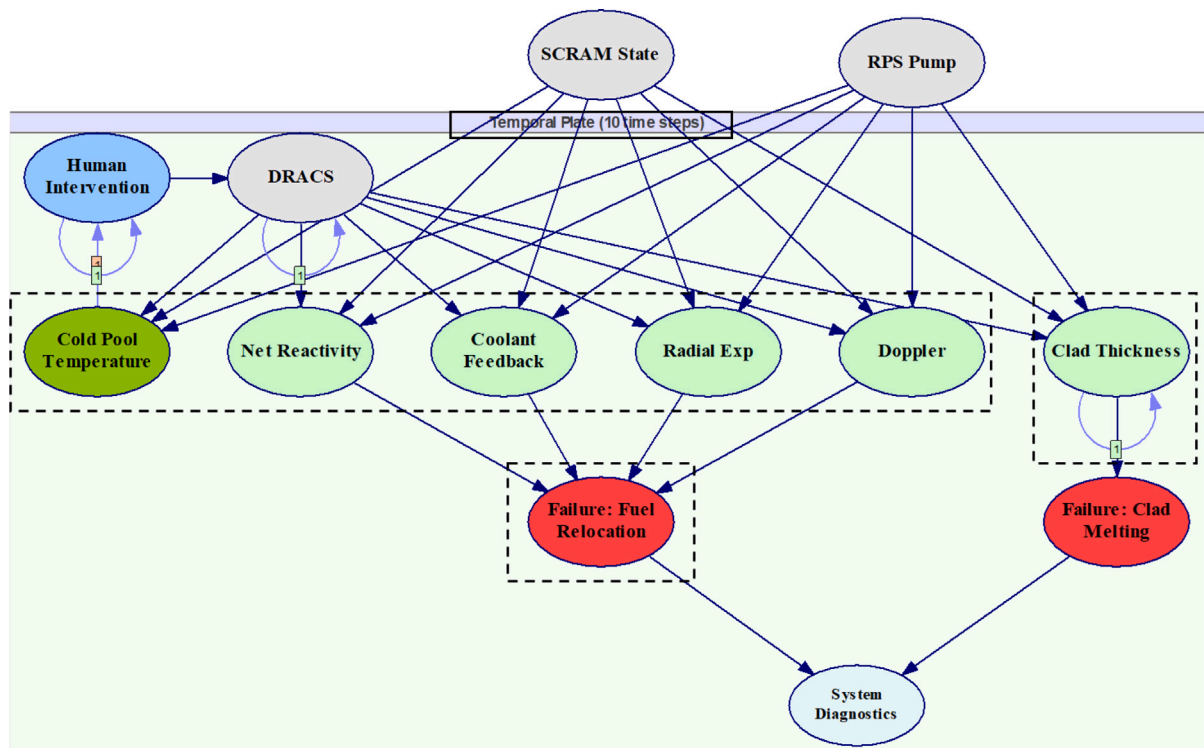 SCRAM State
RPS Pump
Temporal Plate (10 time steps)
Human
Intervention
DRACS
1
1
1
Cold Pool
Temperature
Net Reactivity
Coolant
Feedback
Radial Exp
Doppler
Clad Thickness
1
Failure: Fuel
Relocation
Failure: Clad
Melting
System
Diagnostics